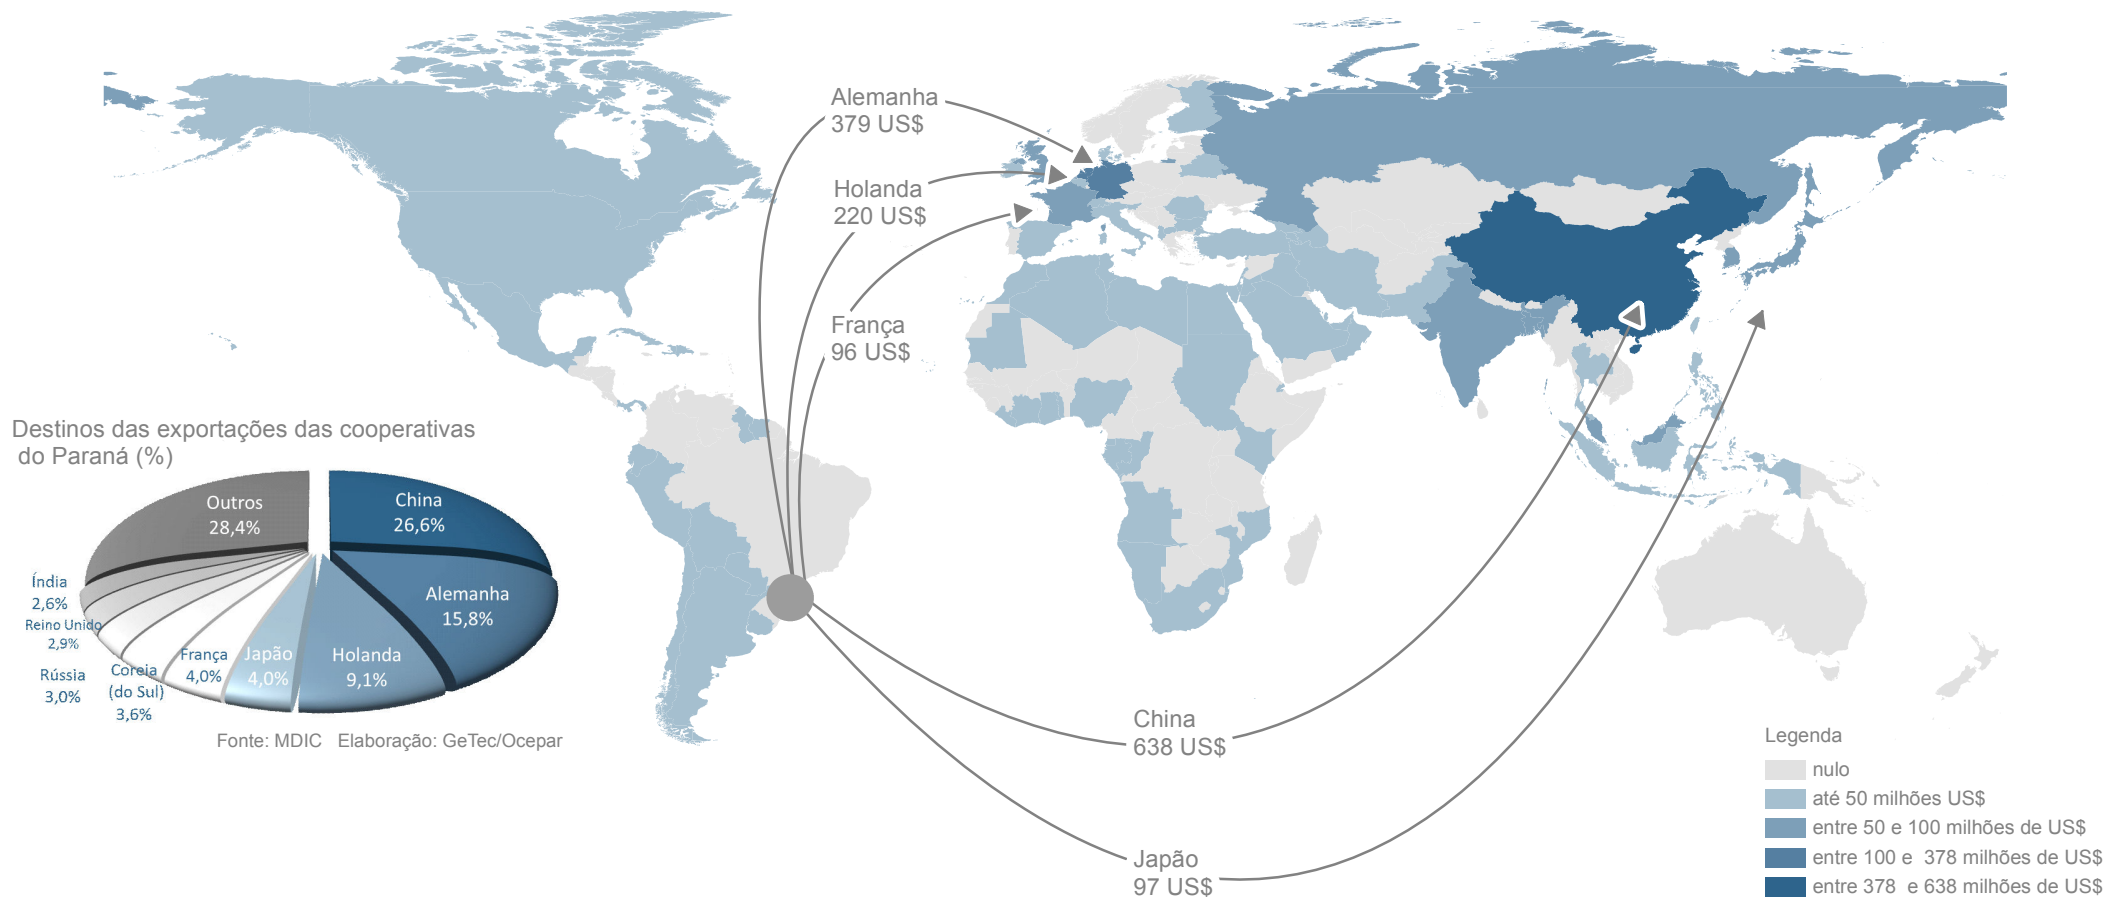 Alemanha
379 US$
Holanda
220 US$
França
96 US$
Destinos das exportações das cooperativas
do Paraná (%)
Outros
28,4%
China
26,6%
Alemanha
15,8%
Holanda
9,1%
Japão
4,0%
França
4,0%
Coreia
(do Sul)
3,6%
Rússia
3,0%
Reino Unido
2,9%
Índia
2,6%
Fonte: MDIC Elaboração: GeTec/Ocepar
China
638 US$
Japão
97 US$
Legenda
nulo
até 50 milhões US$
entre 50 e 100 milhões de US$
entre 100 e 378 milhões de US$
entre 378 e 638 milhões de US$